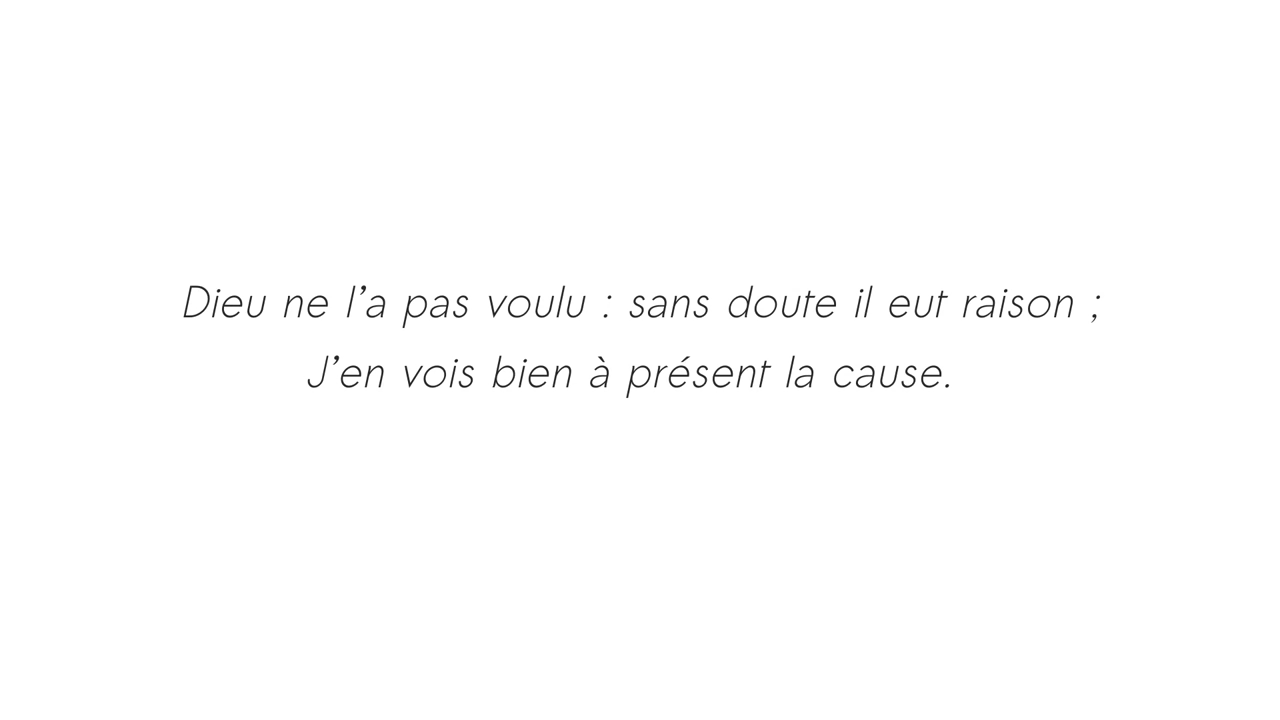 Dieu ne l’a pas voulu : sans doute il eut raison ;
J’en vois bien à présent la cause.